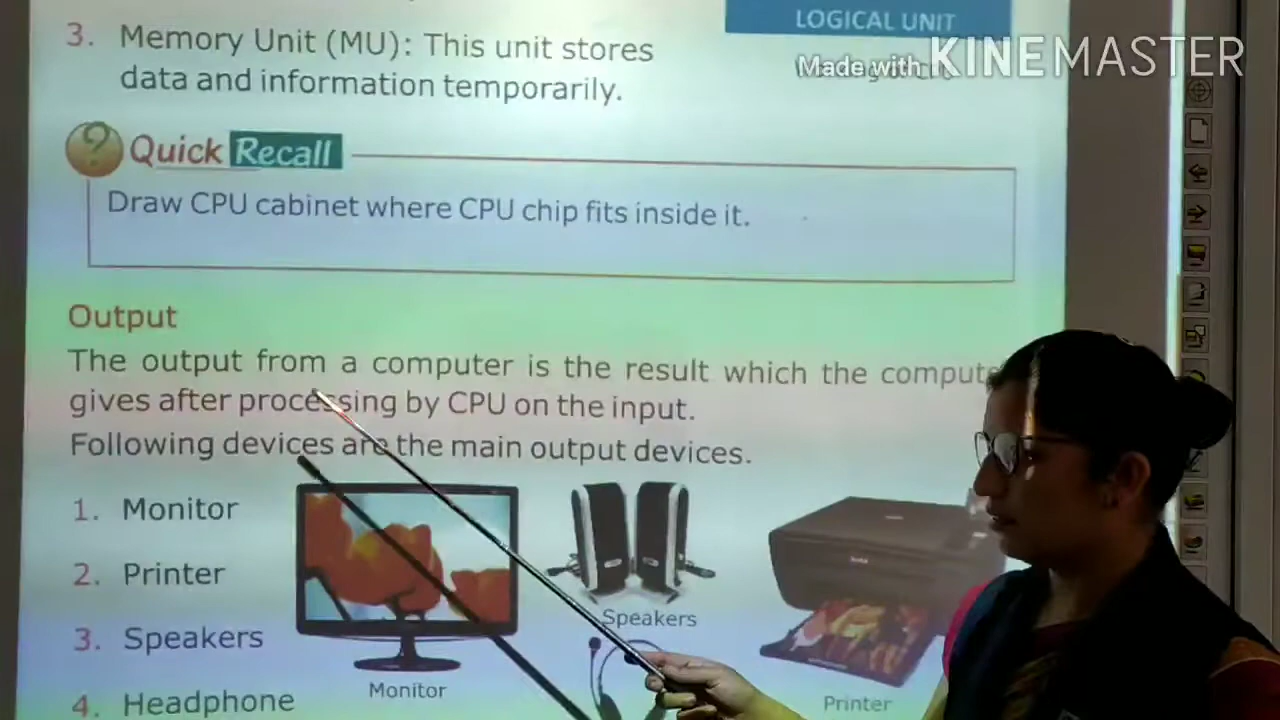 LOGICAL UNIT
3. Memory Unit (MU): This unit stores
data and information temporarily.
Made with KINEMASTER
Quick Recall
Draw CPU cabinet where CPU chip fits inside it.
Output
The output from a computer is the result which the compute
gives after processing by CPU on the input.
Following devices are the main output devices.
1. Monitor
2. Printer
3. Speakers
4. Headphone
Speakers
Monitor
Printer